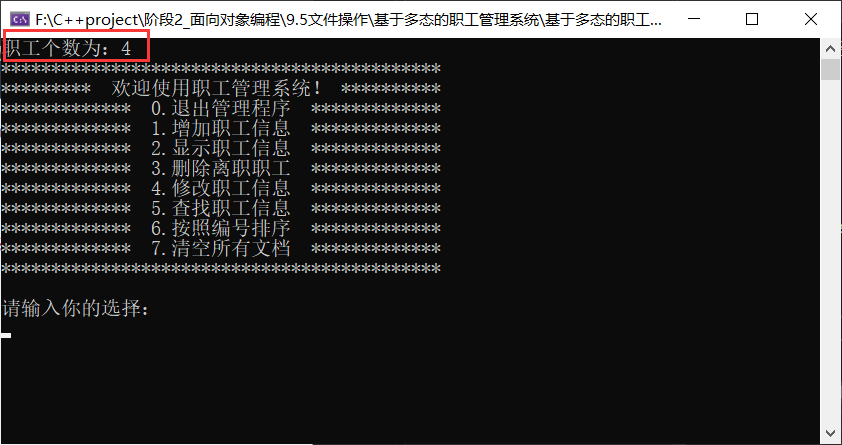 F:\C++project\阶段2_面向对象编程\9.5文件操作\基于多态的职工管理系统\基于多态的职工...
职工个数为：4
********************************************
*********  欢迎使用职工管理系统！ **********
*************  0.退出管理程序  *************
*************  1.增加职工信息  *************
*************  2.显示职工信息  *************
*************  3.删除离职职工  *************
*************  4.修改职工信息  *************
*************  5.查找职工信息  *************
*************  6.按照编号排序  *************
*************  7.清空所有文档  *************
********************************************
请输入你的选择：